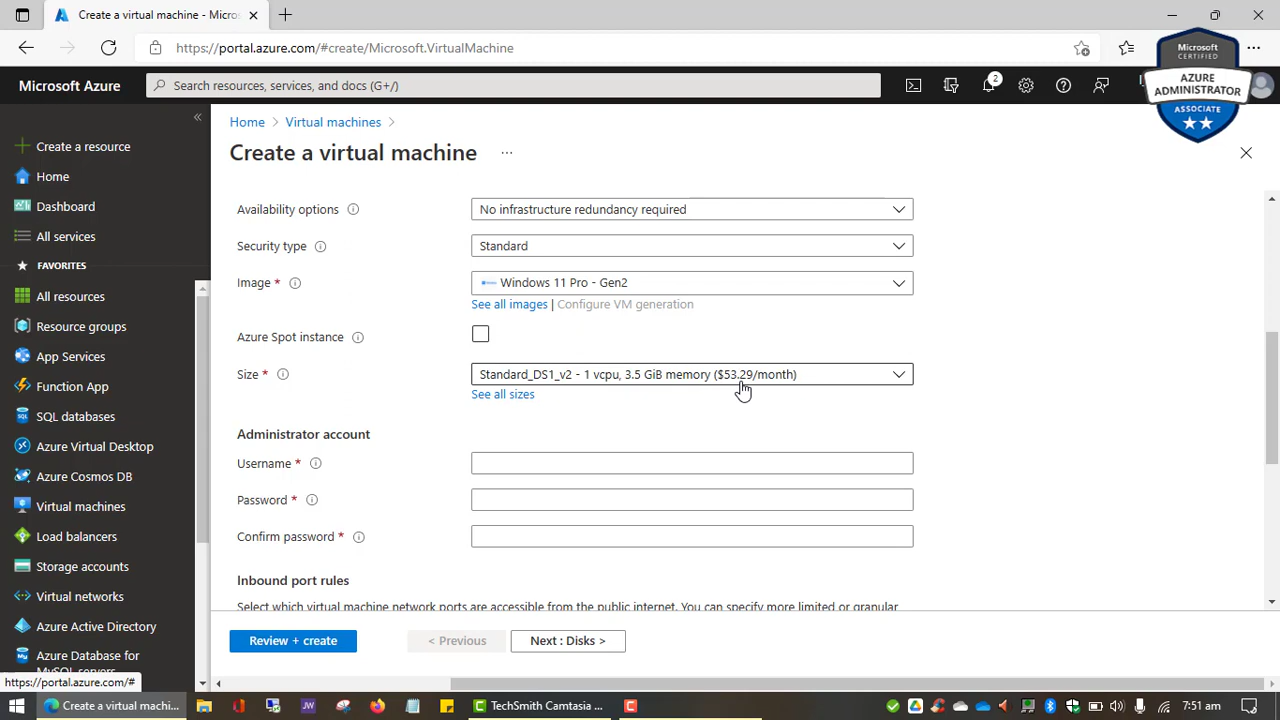 Create a virtual machine - Micros
https://portal.azure.com/#create/Microsoft.VirtualMachine
Microsoft CERTIFIED
AZURE ADMINISTRATOR
ASSOCIATE
Microsoft Azure
Search resources, services, and docs (G+/)
2
Create a resource
Home
Dashboard
All services
FAVORITES
All resources
Resource groups
App Services
Function App
SQL databases
Azure Virtual Desktop
Azure Cosmos DB
Virtual machines
Load balancers
Storage accounts
Virtual networks
Azure Active Directory
Azure Database for
MySQL servers
https://portal.azure.com/#
Home > Virtual machines >
Create a virtual machine ...
Availability options No infrastructure redundancy required
Security type Standard
Image * Windows 11 Pro - Gen2
See all images | Configure VM generation
Azure Spot instance
Size * Standard_DS1_v2 - 1 vcpu, 3.5 GiB memory ($53.29/month)
See all sizes
Administrator account
Username *
Password *
Confirm password *
Inbound port rules
Select which virtual machine network ports are accessible from the public internet. You can specify more limited or granular
Review + create
< Previous
Next : Disks >
Create a virtual machi...
JW
TechSmith Camtasia ...
7:51 am